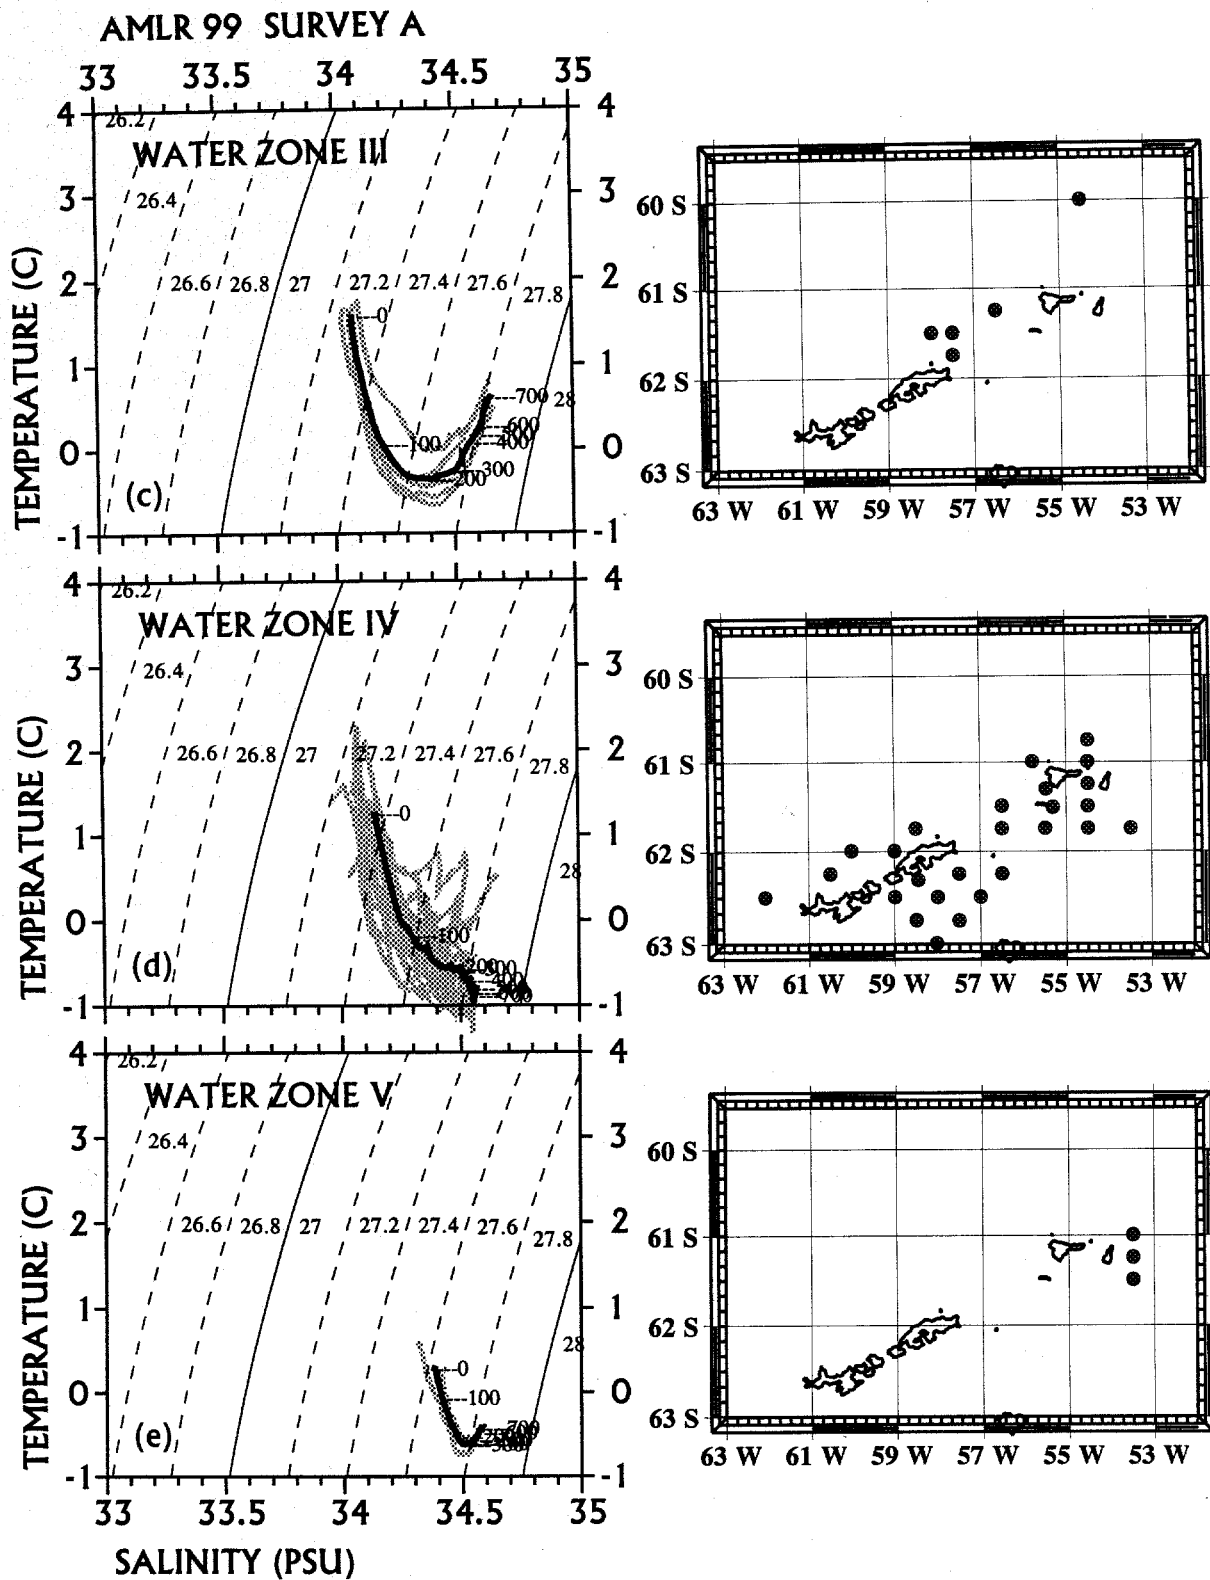 AMLR 99 SURVEY A
33 33.5 34 34.5 35
4 4
26.2
WATER ZONE III
3 3
26.4
60 S
2 26.6 26.8 27 27.2 27.4 27.6 27.8 2
61 S
TEMPERATURE (C)
0
1 1
62 S
700 28
600
100 400
0 0
300
200
63 S
(c)
63 W 61 W 59 W 57 W 55 W 53 W
-1 -1
4 4
26.2
WATER ZONE IV
3 3
26.4
60 S
2 26.6 26.8 27 27.2 27.4 27.6 27.8 2
61 S
TEMPERATURE (C)
0
1 1
62 S
28
0 0
100
63 S
(d)
200 300
400
700
63 W 61 W 59 W 57 W 55 W 53 W
-1 -1
4 4
26.2
WATER ZONE V
3 3
26.4
60 S
2 26.6 26.8 27 27.2 27.4 27.6 27.8 2
61 S
TEMPERATURE (C)
1 1
62 S
28
0
0 0
100
63 S
(e)
700
63 W 61 W 59 W 57 W 55 W 53 W
-1 -1
33 33.5 34 34.5 35
SALINITY (PSU)